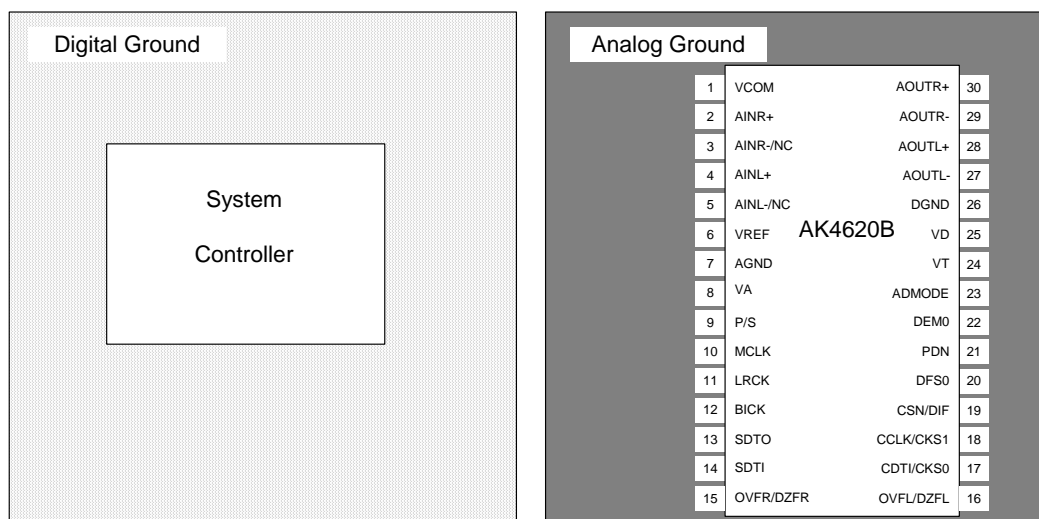 Digital Ground
System
Controller
Analog Ground
1 VCOM AOUTR+ 30
2 AINR+ AOUTR- 29
3 AINR-/NC AOUTL+ 28
4 AINL+ AOUTL- 27
5 AINL-/NC DGND 26
6 VREF AK4620B VD 25
7 AGND VT 24
8 VA ADMODE 23
9 P/S DEM0 22
10 MCLK PDN 21
11 LRCK DFS0 20
12 BICK CSN/DIF 19
13 SDTO CCLK/CKS1 18
14 SDTI CDTI/CKS0 17
15 OVFR/DZFR OVFL/DZFL 16